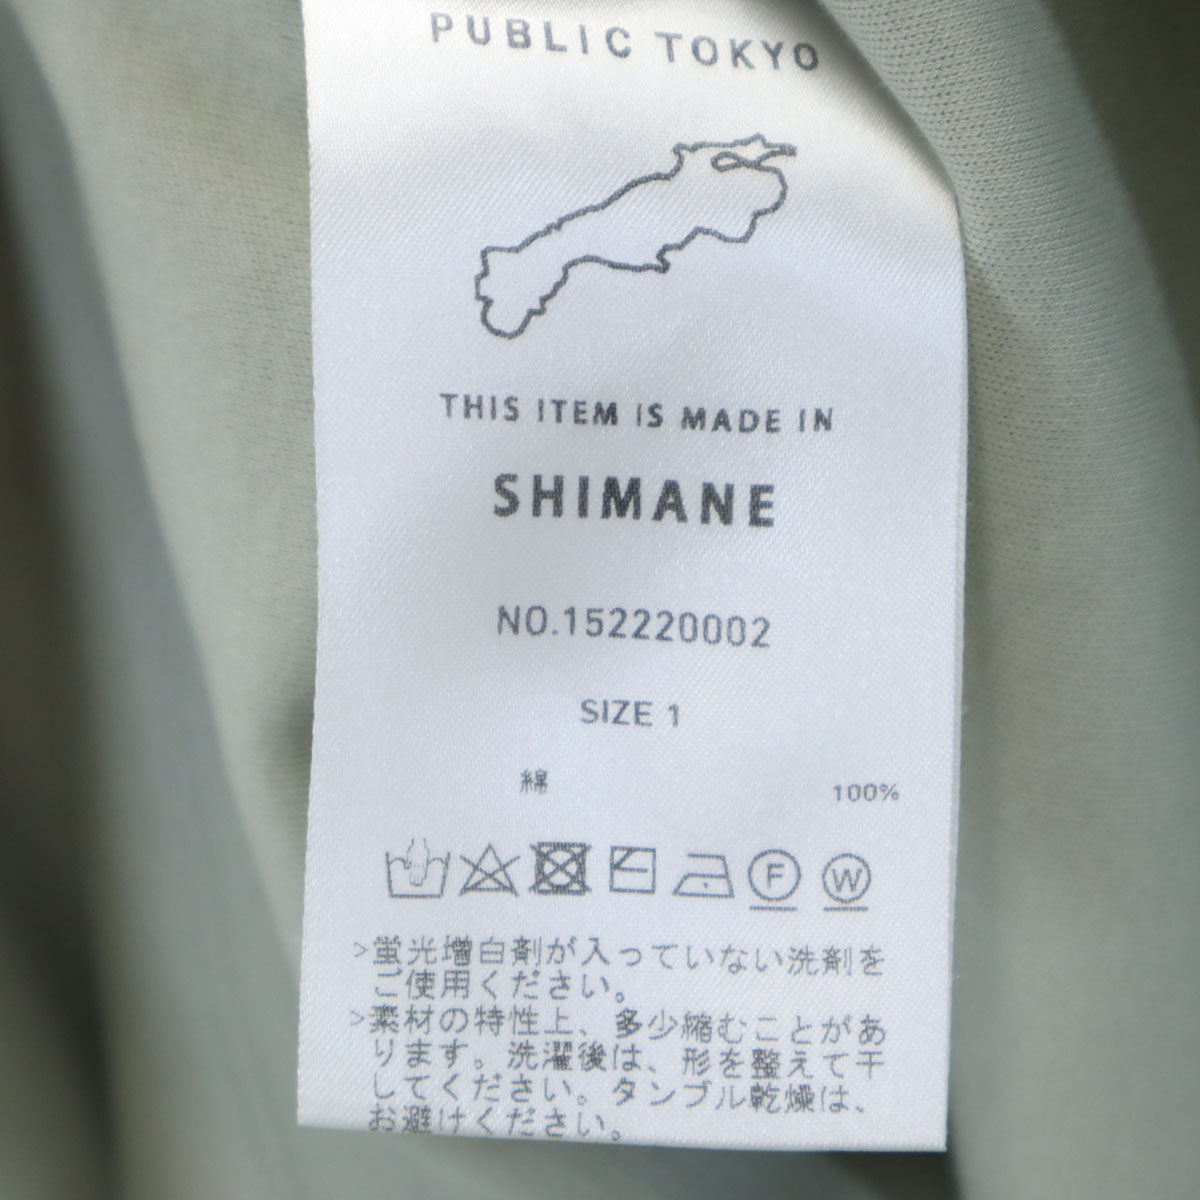 PUBLIC TOKYO
THIS ITEM IS MADE IN
SHIMANE
NO.152220002
SIZE 1
綿 100%
F W
>蛍光増白剤が入っていない洗剤を
ご使用ください。
>素材の特性上、多少縮むことがあ
ります。洗濯後は、形を整えて干
してください。タンブル乾燥は、
お避けください。